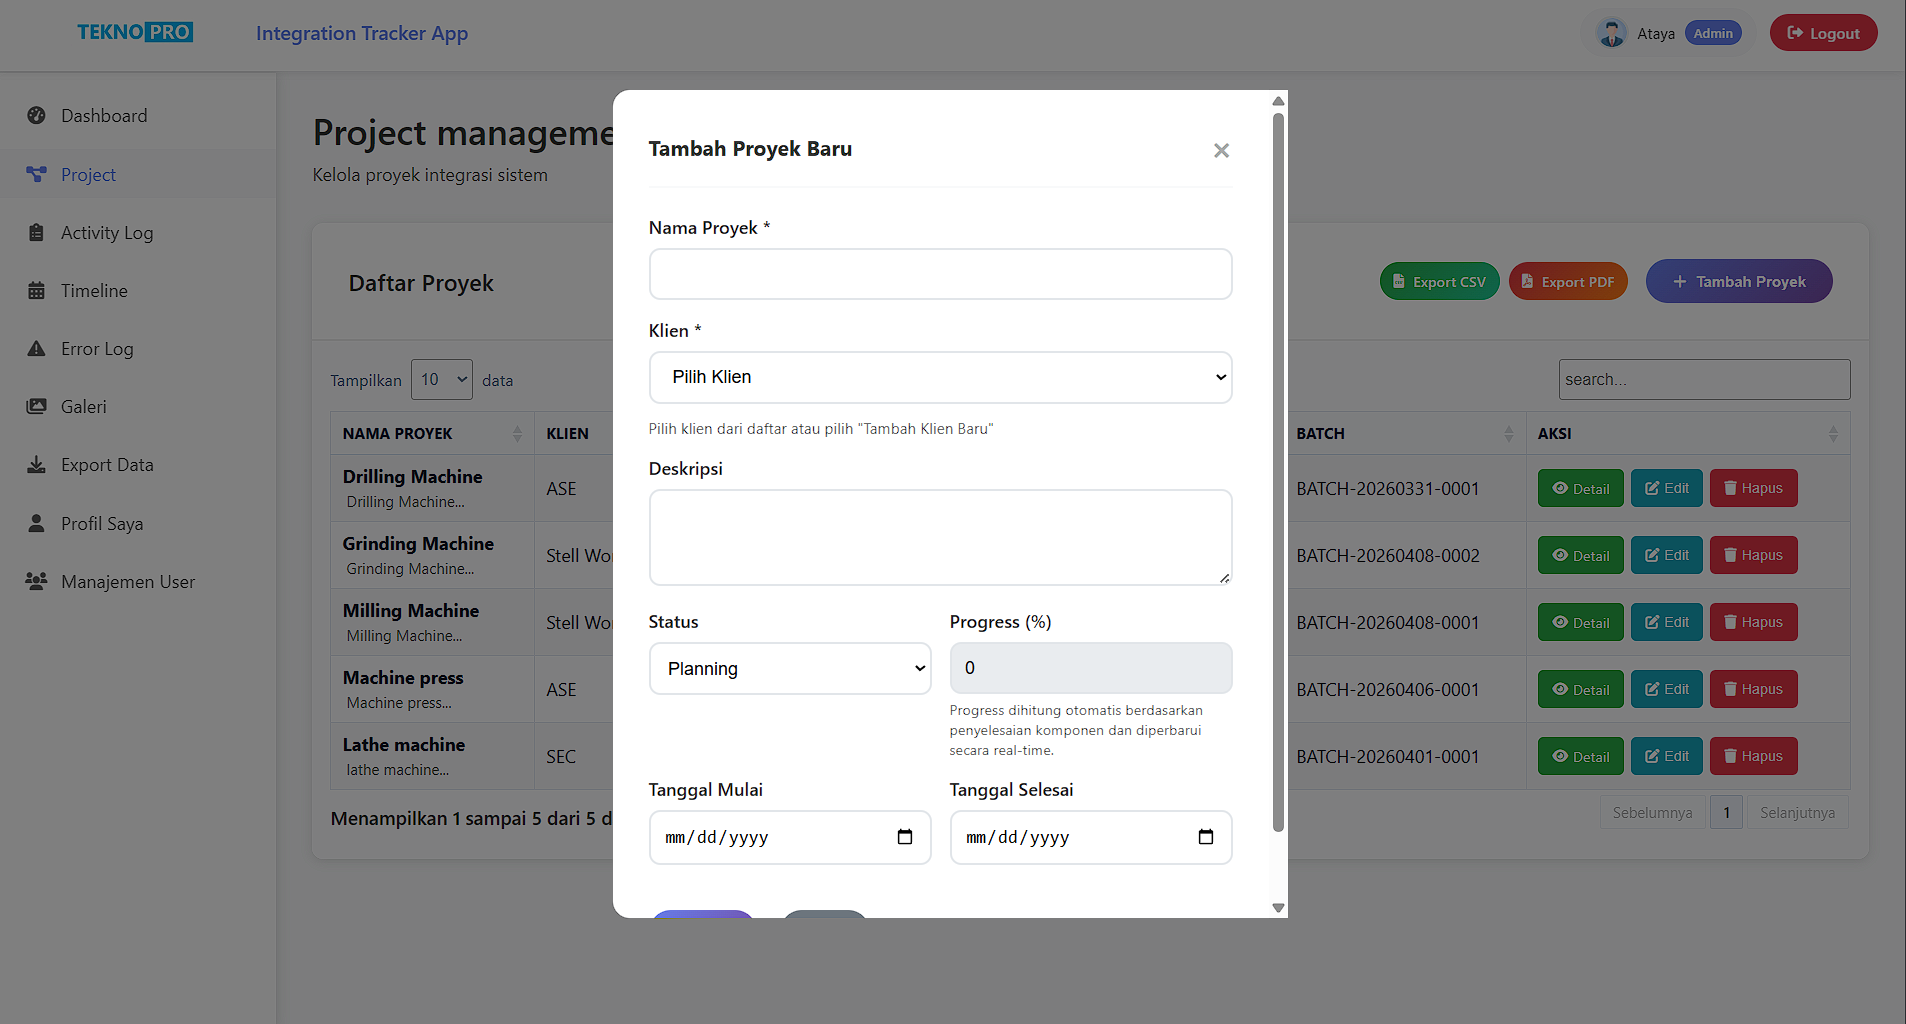 TEKNOPRO
Integration Tracker App
Ataya
Admin
Logout
Dashboard
Project
Activity Log
Timeline
Error Log
Galeri
Export Data
Profil Saya
Manajemen User
Project manageme
Kelola proyek integrasi sistem
Daftar Proyek
Export CSV
Export PDF
+ Tambah Proyek
Tampilkan 10 data
search...
NAMA PROYEK KLIEN BATCH AKSI
Drilling Machine
Drilling Machine...
ASE BATCH-20260331-0001 Detail Edit Hapus
Grinding Machine
Grinding Machine...
Stell Wo BATCH-20260408-0002 Detail Edit Hapus
Milling Machine
Milling Machine...
Stell Wo BATCH-20260408-0001 Detail Edit Hapus
Machine press
Machine press...
ASE BATCH-20260406-0001 Detail Edit Hapus
Lathe machine
lathe machine...
SEC BATCH-20260401-0001 Detail Edit Hapus
Menampilkan 1 sampai 5 dari 5 d
Sebelumnya 1 Selanjutnya
Tambah Proyek Baru
Nama Proyek *
Klien *
Pilih Klien
Pilih klien dari daftar atau pilih "Tambah Klien Baru"
Deskripsi
Status
Planning
Progress (%)
0
Progress dihitung otomatis berdasarkan
penyelesaian komponen dan diperbarui
secara real-time.
Tanggal Mulai
mm/dd/yyyy
Tanggal Selesai
mm/dd/yyyy